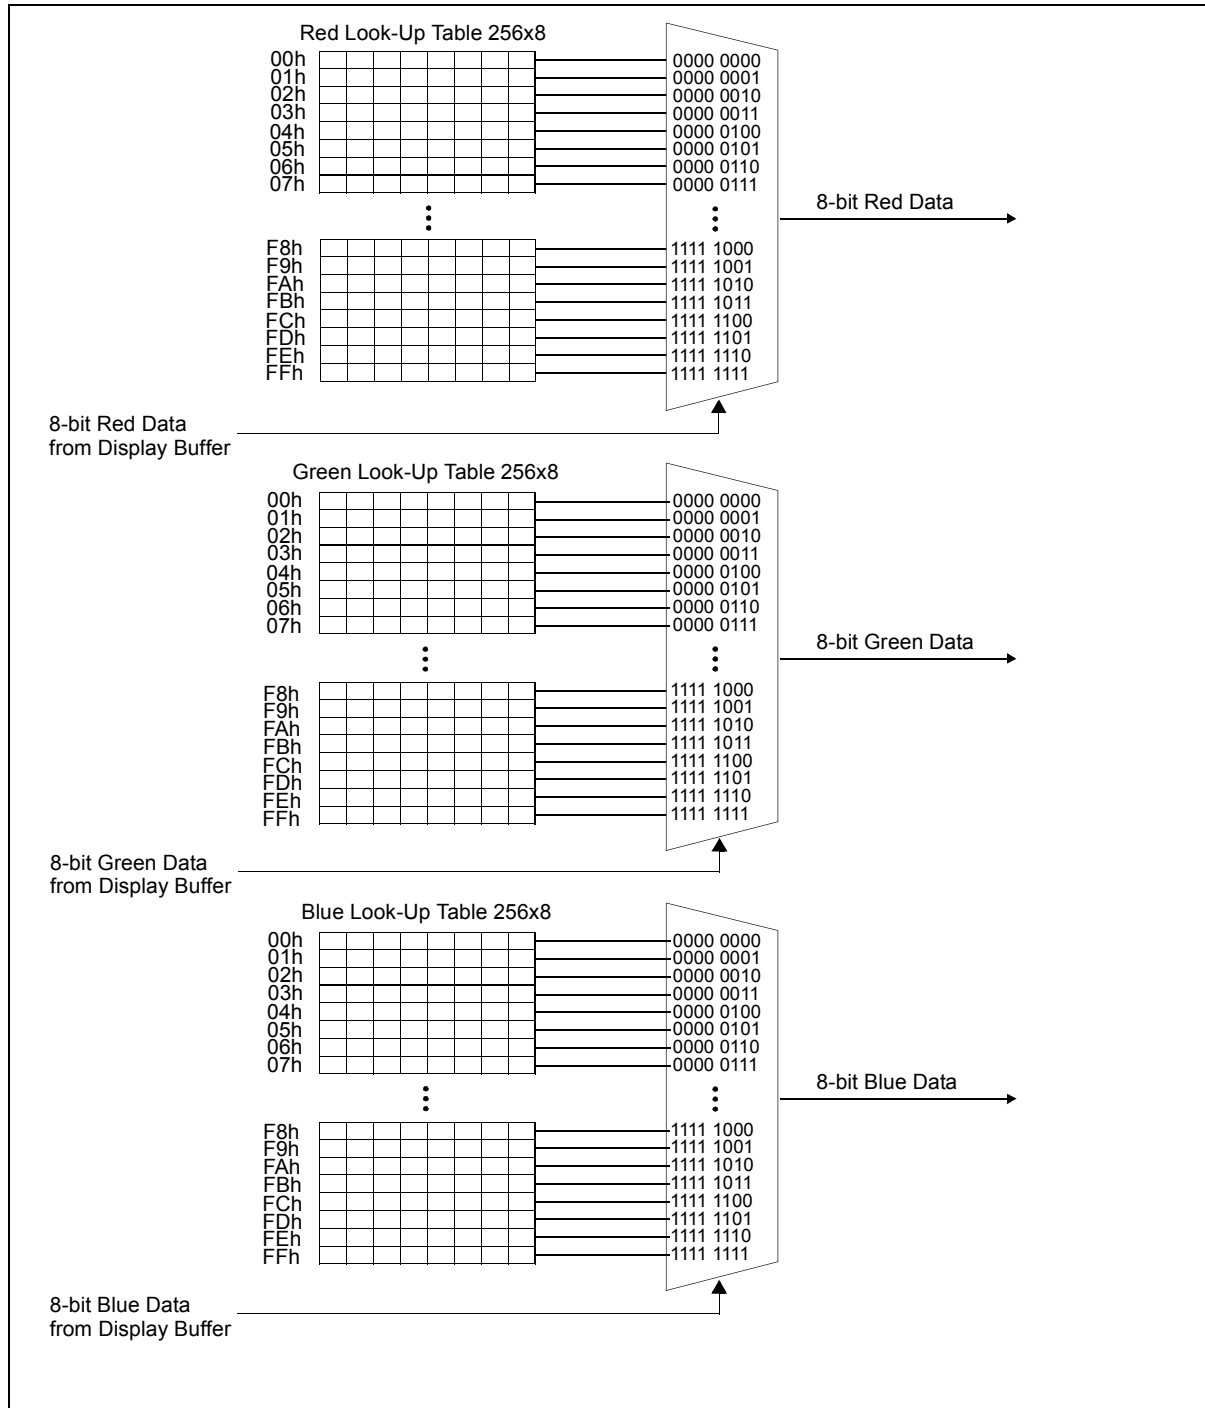 Red Look-Up Table 256x8
00h 0000 0000
01h 0000 0001
02h 0000 0010
03h 0000 0011
04h 0000 0100
05h 0000 0101
06h 0000 0110
07h 0000 0111
8-bit Red Data
F8h 1111 1000
F9h 1111 1001
FAh 1111 1010
FBh 1111 1011
FCh 1111 1100
FDh 1111 1101
FEh 1111 1110
FFh 1111 1111
8-bit Red Data
from Display Buffer
Green Look-Up Table 256x8
00h 0000 0000
01h 0000 0001
02h 0000 0010
03h 0000 0011
04h 0000 0100
05h 0000 0101
06h 0000 0110
07h 0000 0111
8-bit Green Data
F8h 1111 1000
F9h 1111 1001
FAh 1111 1010
FBh 1111 1011
FCh 1111 1100
FDh 1111 1101
FEh 1111 1110
FFh 1111 1111
8-bit Green Data
from Display Buffer
Blue Look-Up Table 256x8
00h 0000 0000
01h 0000 0001
02h 0000 0010
03h 0000 0011
04h 0000 0100
05h 0000 0101
06h 0000 0110
07h 0000 0111
8-bit Blue Data
F8h 1111 1000
F9h 1111 1001
FAh 1111 1010
FBh 1111 1011
FCh 1111 1100
FDh 1111 1101
FEh 1111 1110
FFh 1111 1111
8-bit Blue Data
from Display Buffer